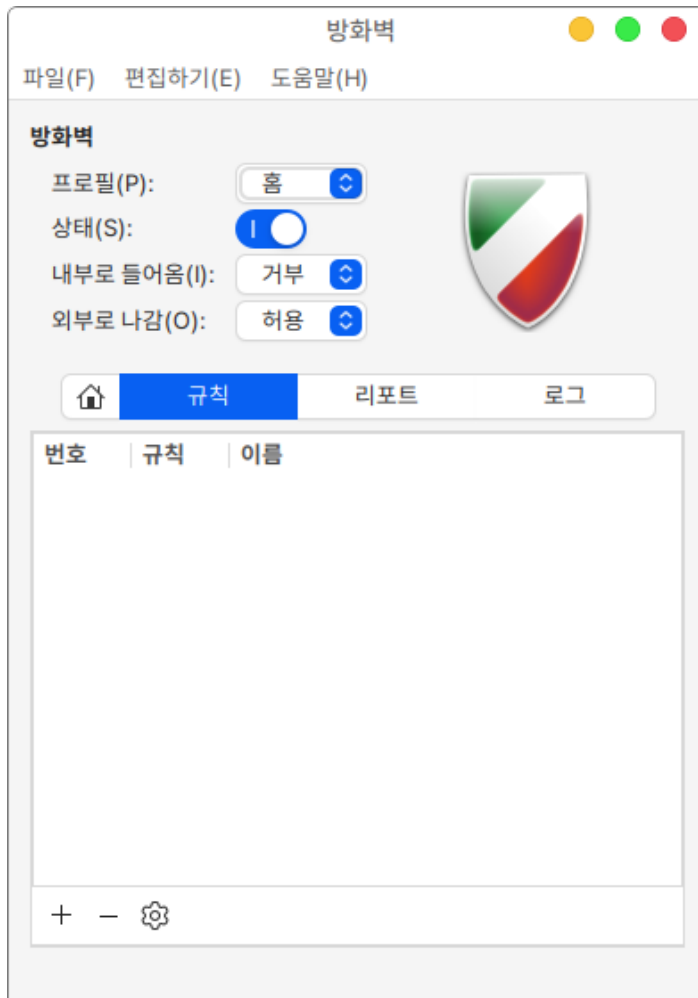 방화벽
파일(F) 편집하기(E) 도움말(H)
방화벽
프로필(P): 홈
상태(S):
내부로 들어옴(I): 거부
외부로 나감(O): 허용
규칙 리포트 로그
번호 규칙 이름